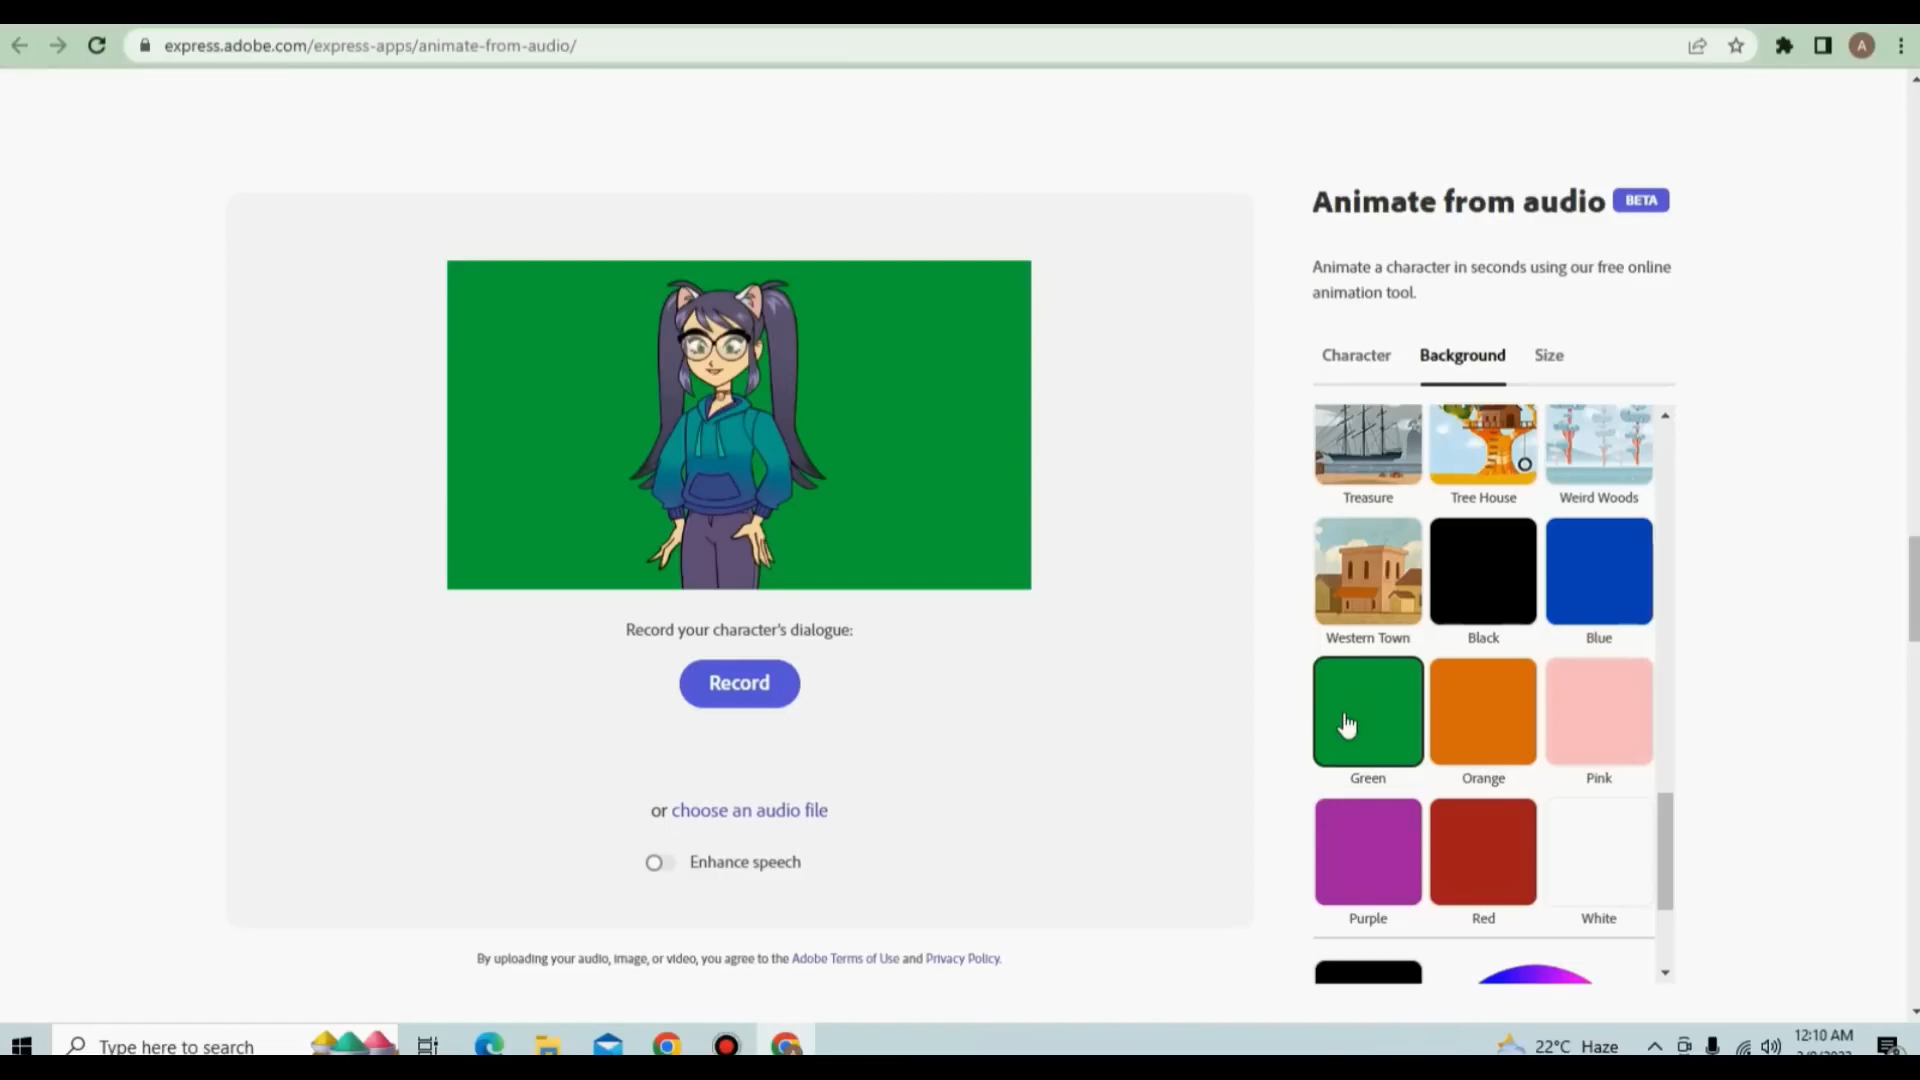 express.adobe.com/express-apps/animate-from-audio/
A
Animate from audio BETA
Animate a character in seconds using our free online
animation tool.
Character Background Size
Treasure Tree House Weird Woods
Western Town Black Blue
Green Orange Pink
Purple Red White
Record your character's dialogue:
Record
or choose an audio file
Enhance speech
By uploading your audio, image, or video, you agree to the Adobe Terms of Use and Privacy Policy.
Type here to search
22°C Haze
12:10 AM